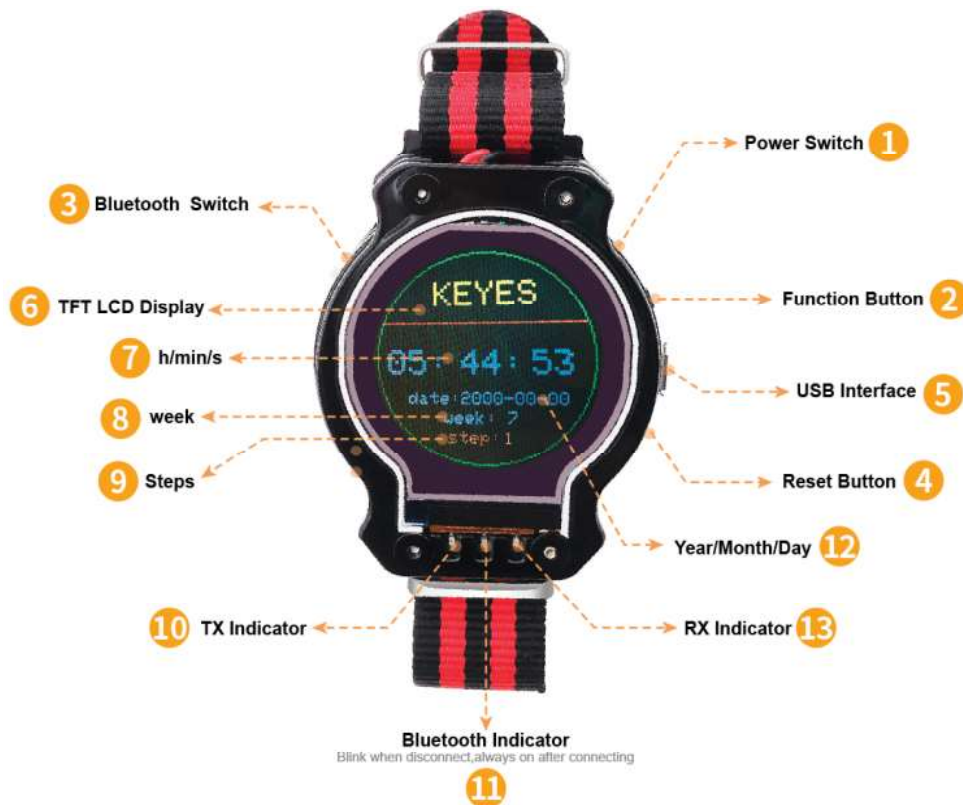 Power Switch 1
3 Bluetooth Switch
KEYES
Function Button 2
6 TFT LCD Display
7 h/min/s
05:44:53
USB Interface 5
date:2000-00-00
8 week
week: 7
step:1
9 Steps
Reset Button 4
Year/Month/Day 12
10 TX Indicator
RX Indicator 13
Bluetooth Indicator
Blink when disconnect,always on after connecting
11